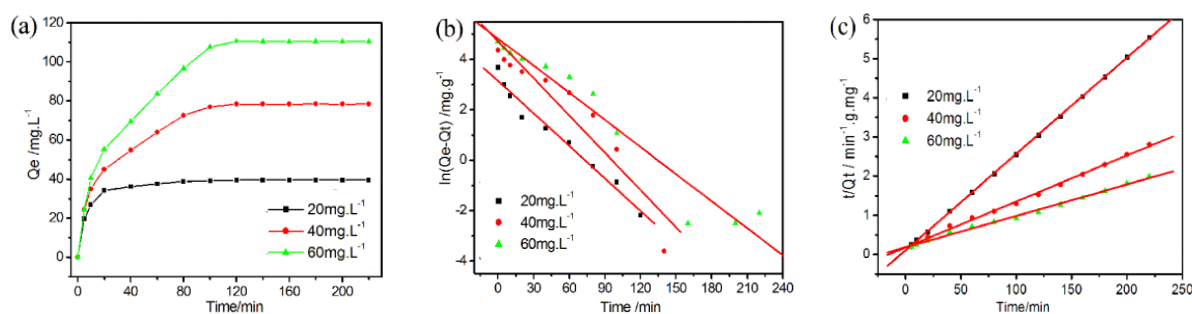 (a)
Qe /mg.L⁻¹
120
100
80
60
40
20
0
20mg.L⁻¹
40mg.L⁻¹
60mg.L⁻¹
0 40 80 120 160 200
Time/min
(b)
ln(Qe-Qt) /mg.g⁻¹
4
2
0
-2
-4
20mg.L⁻¹
40mg.L⁻¹
60mg.L⁻¹
0 30 60 90 120 150 180 210 240
Time/min
(c)
t/Qt / min⁻¹.g.mg⁻¹
6
5
4
3
2
1
0
20mg.L⁻¹
40mg.L⁻¹
60mg.L⁻¹
0 50 100 150 200 250
Time/min